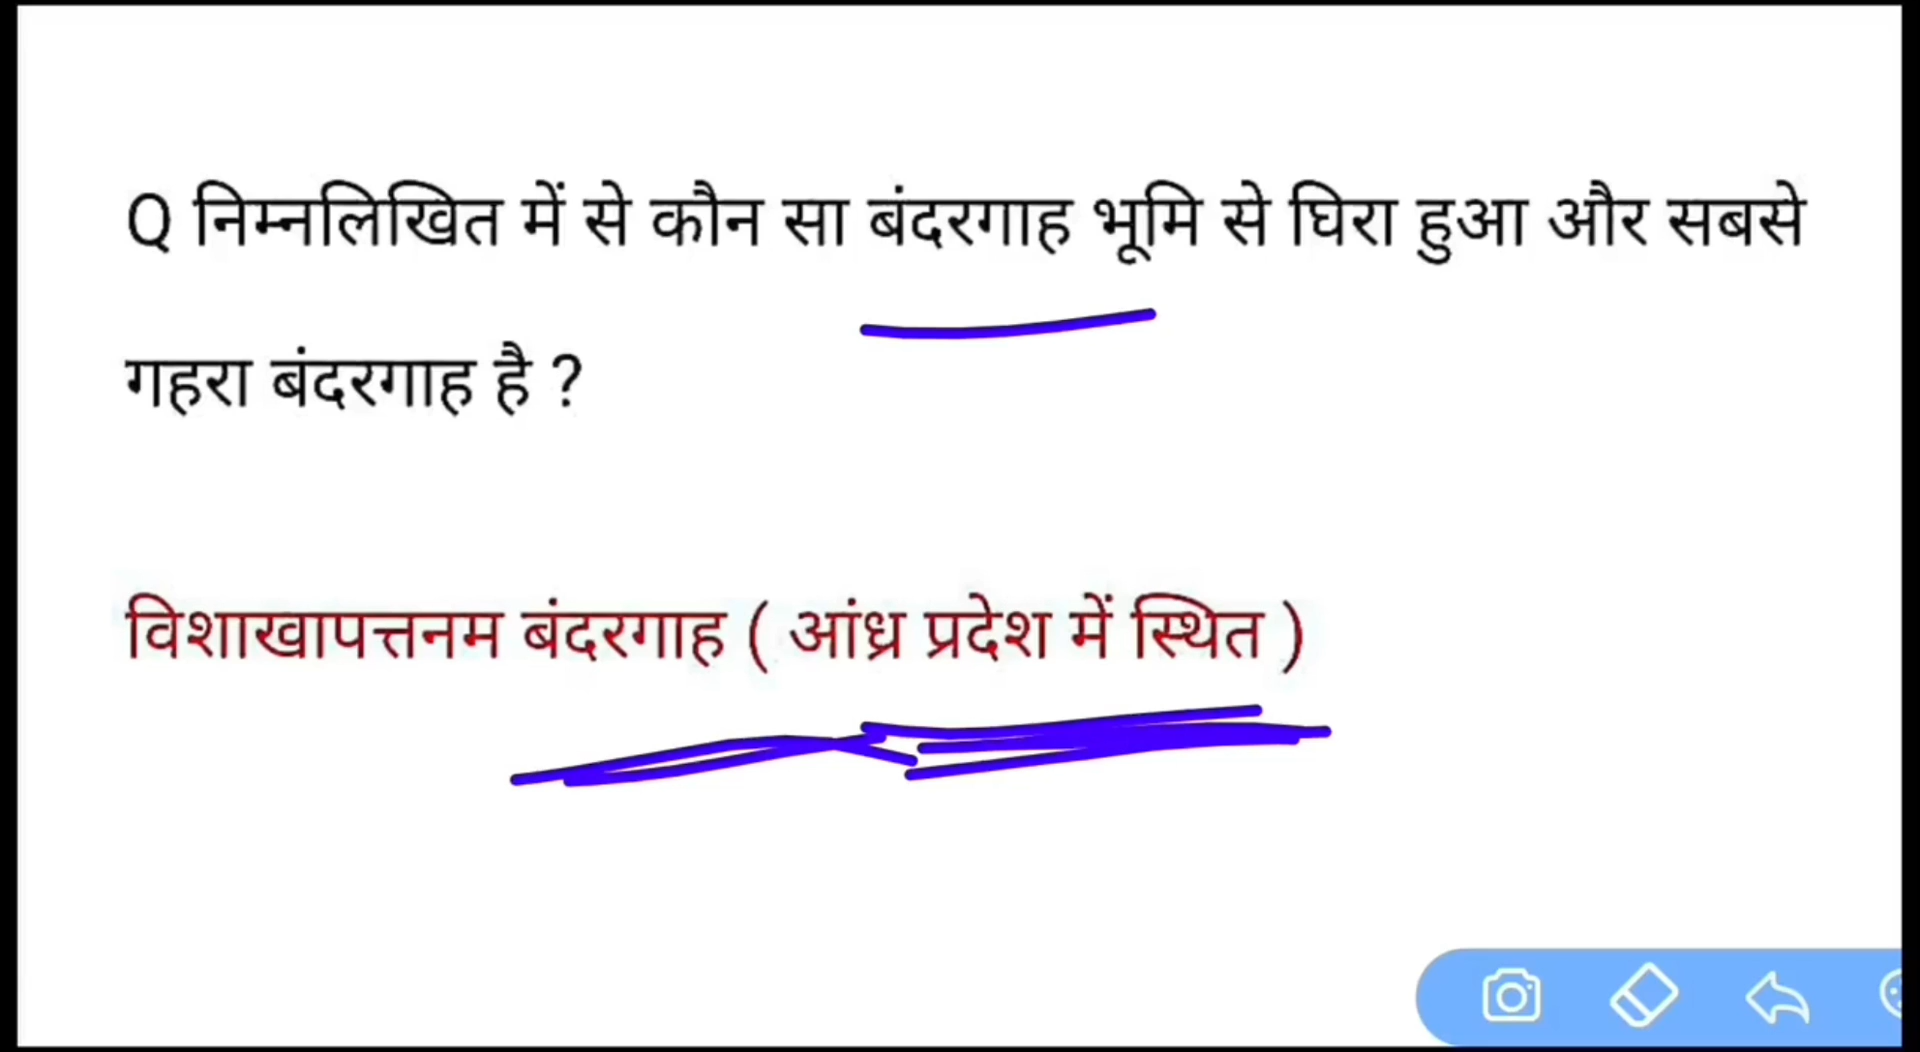 Q निम्नलिखित में से कौन सा बंदरगाह भूमि से घिरा हुआ और सबसे
गहरा बंदरगाह है ?
विशाखापत्तनम बंदरगाह ( आंध्र प्रदेश में स्थित )